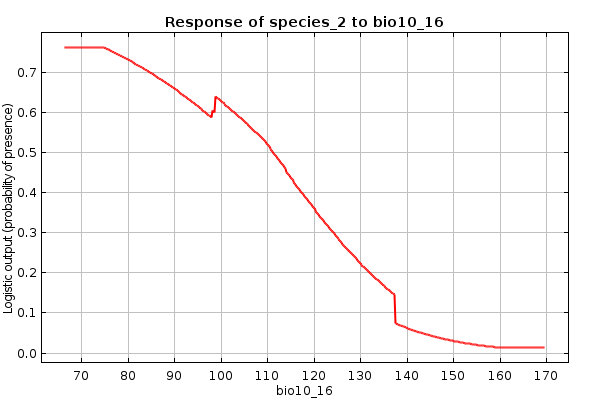 Response of species_2 to bio10_16
Logistic output (probability of presence)
0.7
0.6
0.5
0.4
0.3
0.2
0.1
0.0
70 80 90 100 110 120 130 140 150 160 170
bio10_16